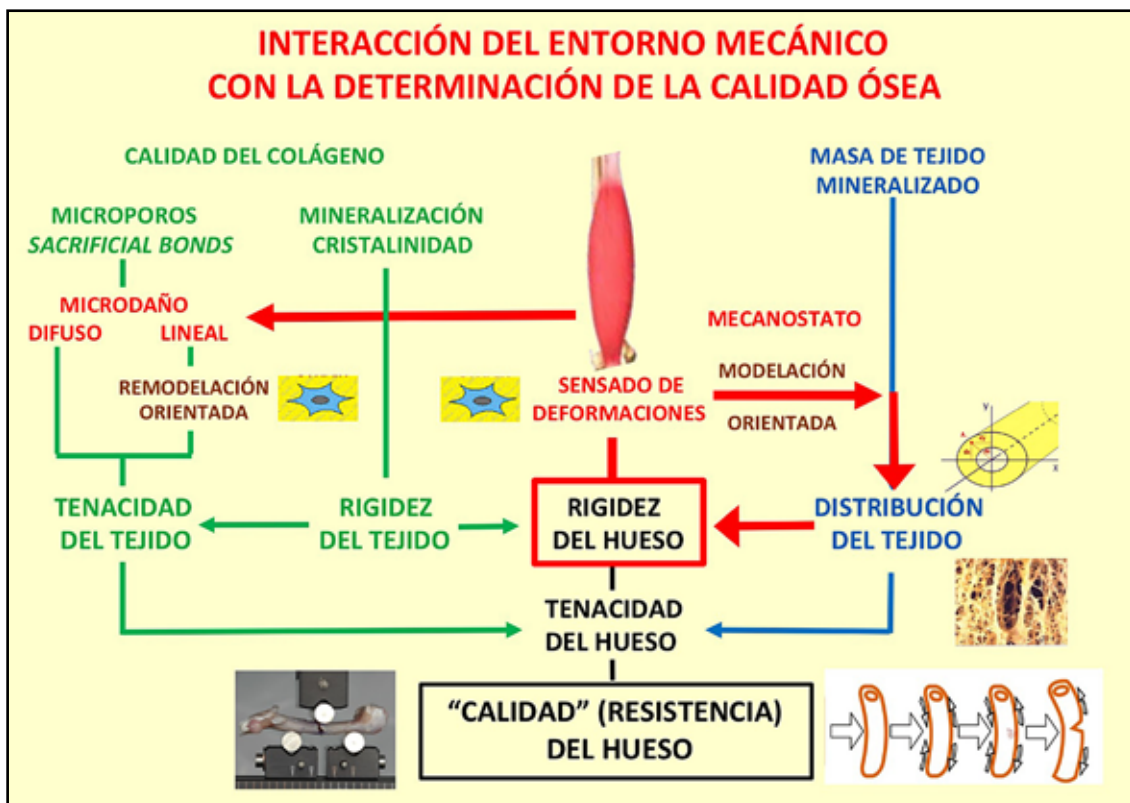 INTERACCIÓN DEL ENTORNO MECÁNICO
CON LA DETERMINACIÓN DE LA CALIDAD ÓSEA
CALIDAD DEL COLÁGENO
MASA DE TEJIDO
MINERALIZADO
MICROPOROS
SACRIFICIAL BONDS
MINERALIZACIÓN
CRISTALINIDAD
MICRODAÑO
DIFUSO LINEAL
MECANOSTATO
REMODELACIÓN
ORIENTADA
SENSADO DE
DEFORMACIONES
MODELACIÓN
ORIENTADA
TENACIDAD
DEL TEJIDO
RIGIDEZ
DEL TEJIDO
RIGIDEZ
DEL HUESO
DISTRIBUCIÓN
DEL TEJIDO
TENACIDAD
DEL HUESO
“CALIDAD” (RESISTENCIA)
DEL HUESO